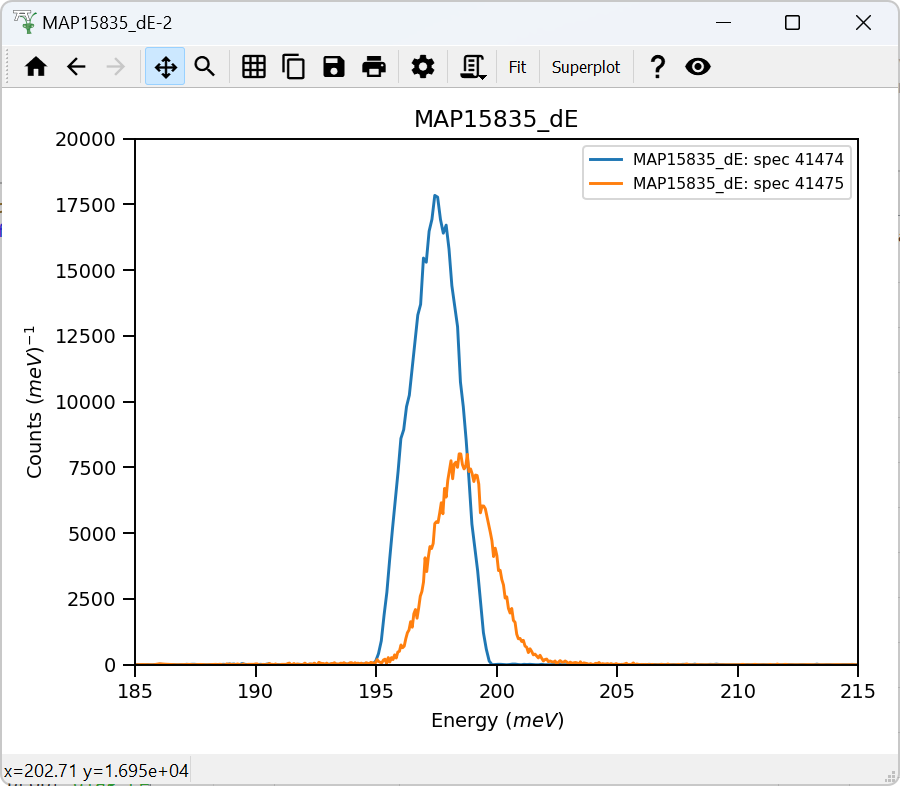 MAP15835_dE-2
Fit Superplot
MAP15835_dE
20000
17500
15000
12500
10000
7500
5000
2500
0
Counts (meV)⁻¹
MAP15835_dE: spec 41474
MAP15835_dE: spec 41475
185 190 195 200 205 210 215
Energy (meV)
x=202.71 y=1.695e+04